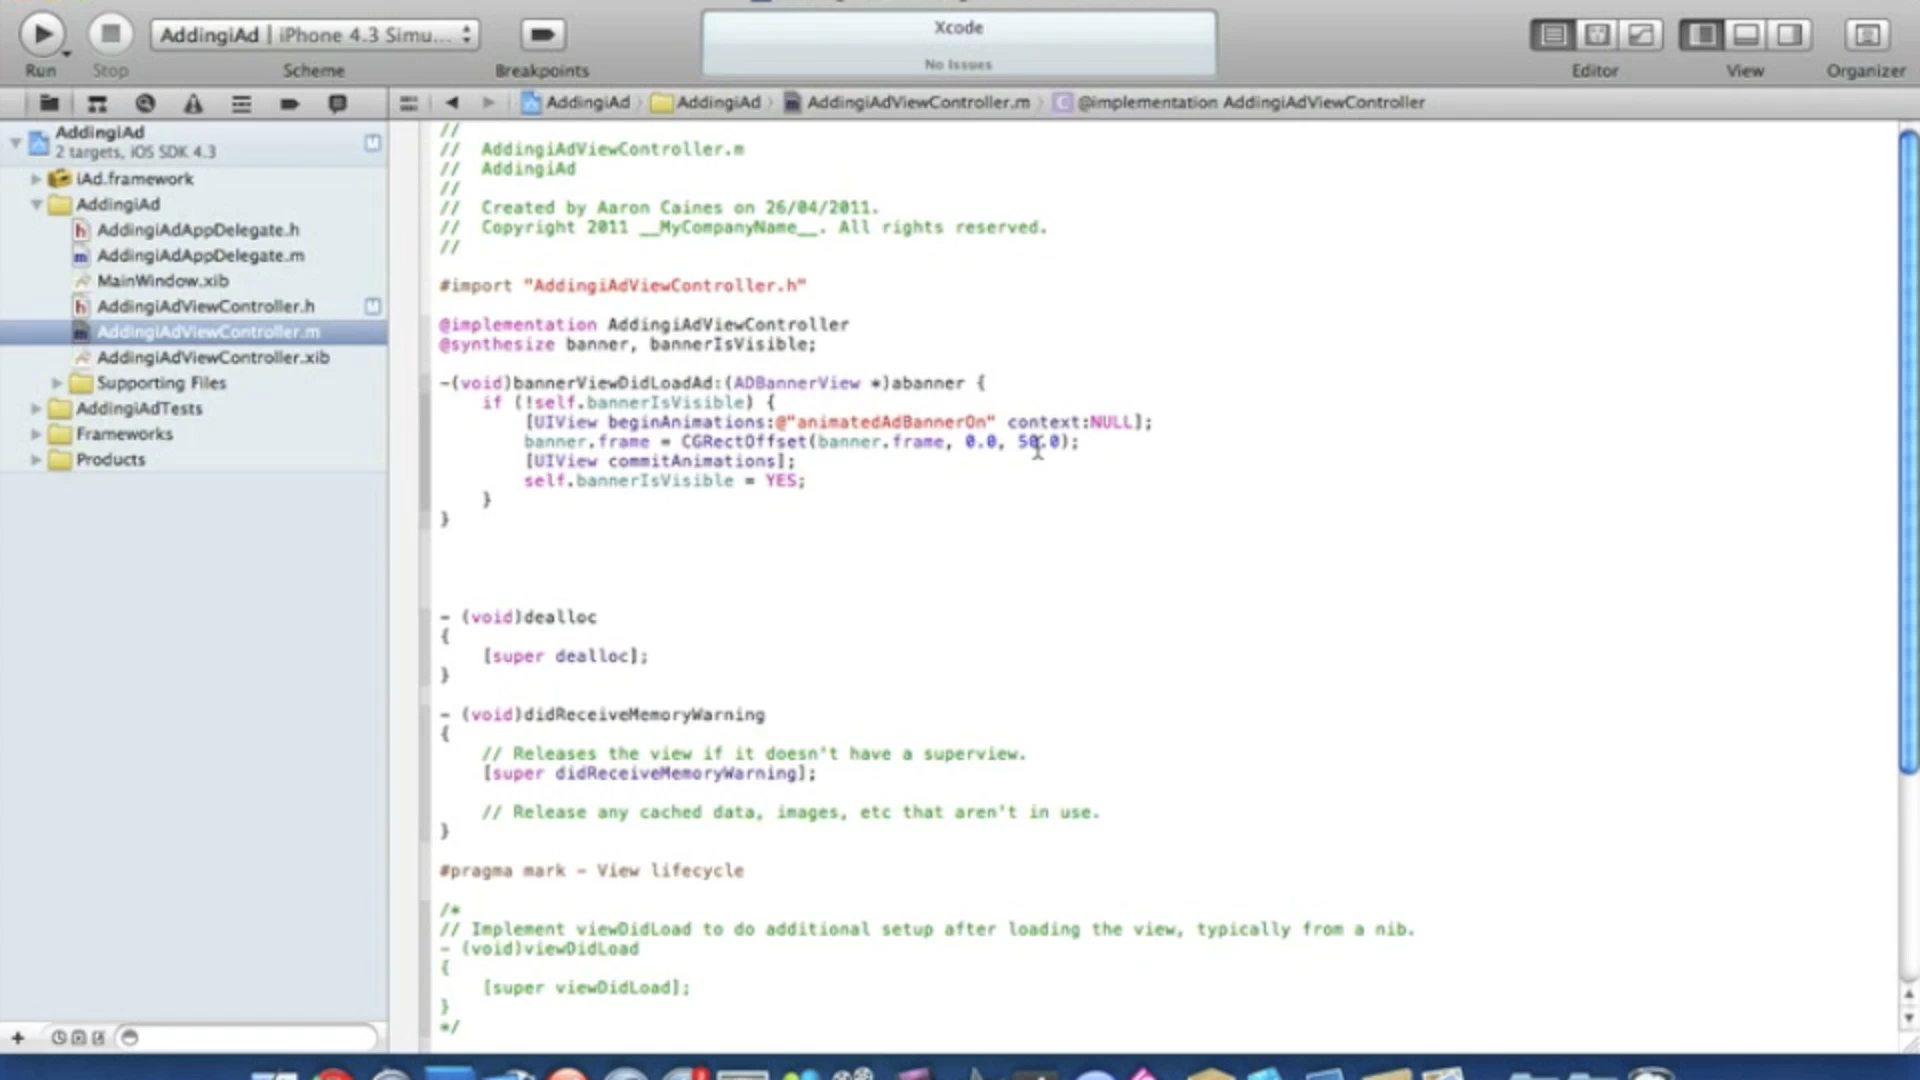 AddingiAd | iPhone 4.3 Simu...
Xcode
No Issues
Run
Stop
Scheme
Breakpoints
Editor
View
Organizer
AddingiAd
AddingiAd
AddingiAdViewController.m
@implementation AddingiAdViewController
AddingiAd
2 targets, iOS SDK 4.3
iAd.framework
AddingiAd
AddingiAdAppDelegate.h
AddingiAdAppDelegate.m
MainWindow.xib
AddingiAdViewController.h
AddingiAdViewController.m
AddingiAdViewController.xib
Supporting Files
AddingiAdTests
Frameworks
Products
//
//  AddingiAdViewController.m
//  AddingiAd
//
//  Created by Aaron Caines on 26/04/2011.
//  Copyright 2011 __MyCompanyName__. All rights reserved.
//
#import "AddingiAdViewController.h"
@implementation AddingiAdViewController
@synthesize banner, bannerIsVisible;
-(void)bannerViewDidLoadAd:(ADBannerView *)abanner {
    if (!self.bannerIsVisible) {
        [UIView beginAnimations:@"animatedAdBannerOn" context:NULL];
        banner.frame = CGRectOffset(banner.frame, 0.0, 50.0);
        [UIView commitAnimations];
        self.bannerIsVisible = YES;
    }
}
- (void)dealloc
{
    [super dealloc];
}
- (void)didReceiveMemoryWarning
{
    // Releases the view if it doesn't have a superview.
    [super didReceiveMemoryWarning];
    // Release any cached data, images, etc that aren't in use.
}
#pragma mark - View lifecycle
/*
// Implement viewDidLoad to do additional setup after loading the view, typically from a nib.
- (void)viewDidLoad
{
    [super viewDidLoad];
}
*/